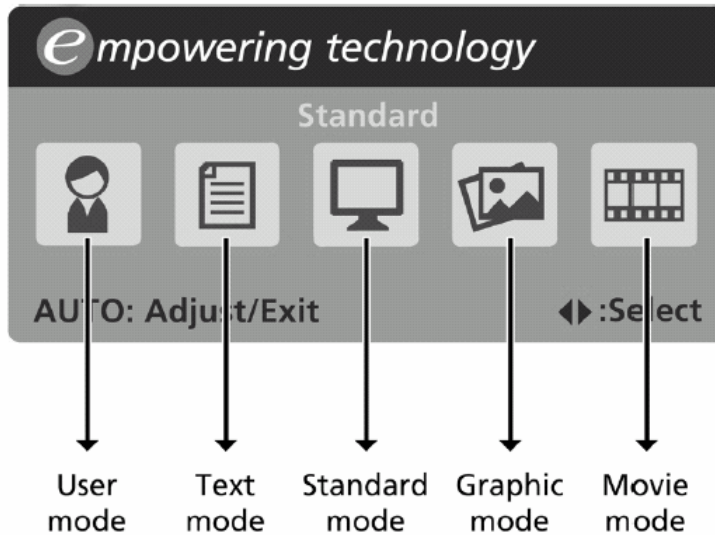 empowering technology
Standard
AUTO: Adjust/Exit
:Select
User mode
Text mode
Standard mode
Graphic mode
Movie mode